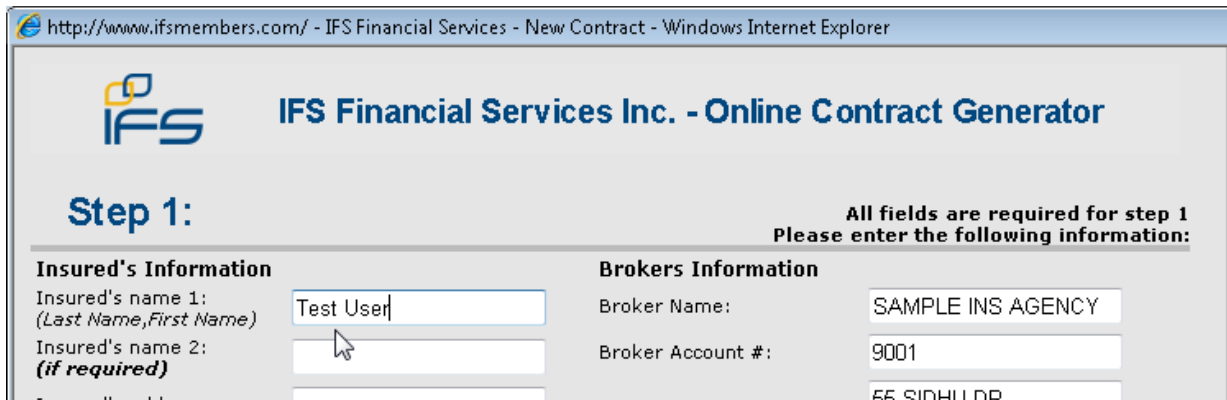 http://www.ifsmembers.com/ - IFS Financial Services - New Contract - Windows Internet Explorer
IFS
IFS Financial Services Inc. - Online Contract Generator
Step 1:
All fields are required for step 1
Please enter the following information:
Insured's Information
Brokers Information
Insured's name 1:
(Last Name,First Name)
Test User
Broker Name:
SAMPLE INS AGENCY
Insured's name 2:
(if required)
Broker Account #:
9001
55 SIDHU DR